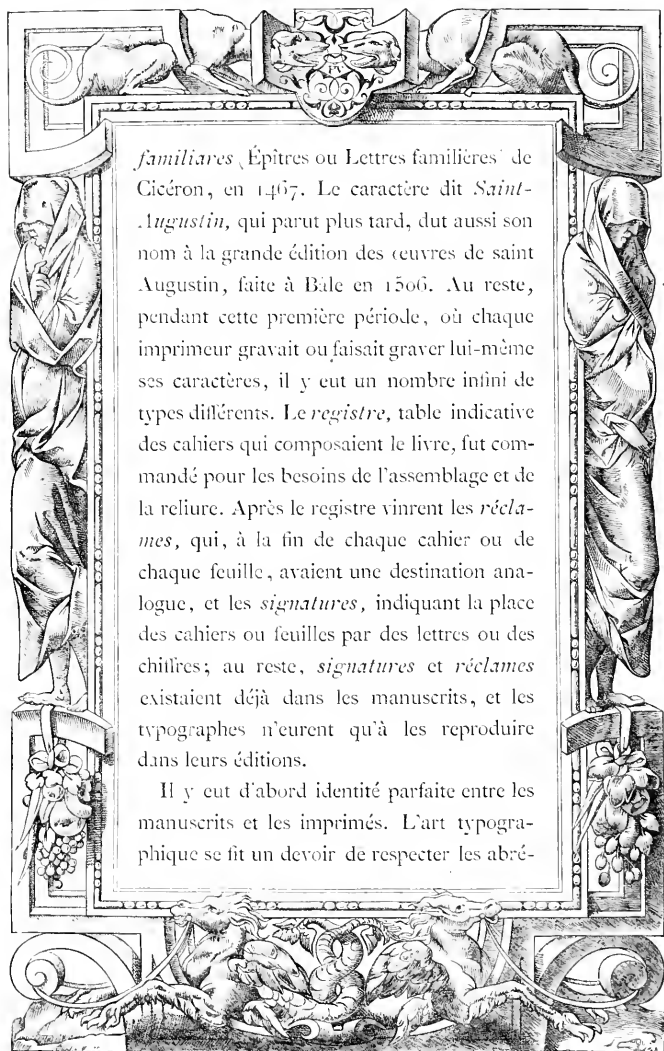 familiares (Épîtres ou Lettres familières) de
Cicéron, en 1467. Le caractère dit Saint-
Augustin, qui parut plus tard, dut aussi son
nom à la grande édition des œuvres de saint
Augustin, faite à Bâle en 1506. Au reste,
pendant cette première période, où chaque
imprimeur gravait ou faisait graver lui-même
ses caractères, il y eut un nombre infini de
types différents. Le registre, table indicative
des cahiers qui composaient le livre, fut com-
mandé pour les besoins de l'assemblage et de
la reliure. Après le registre vinrent les récla-
mes, qui, à la fin de chaque cahier ou de
chaque feuille, avaient une destination ana-
logue, et les signatures, indiquant la place
des cahiers ou feuilles par des lettres ou des
chiffres; au reste, signatures et réclames
existaient déjà dans les manuscrits, et les
typographes n'eurent qu'à les reproduire
dans leurs éditions.
Il y eut d'abord identité parfaite entre les
manuscrits et les imprimés. L'art typogra-
phique se fit un devoir de respecter les abré-